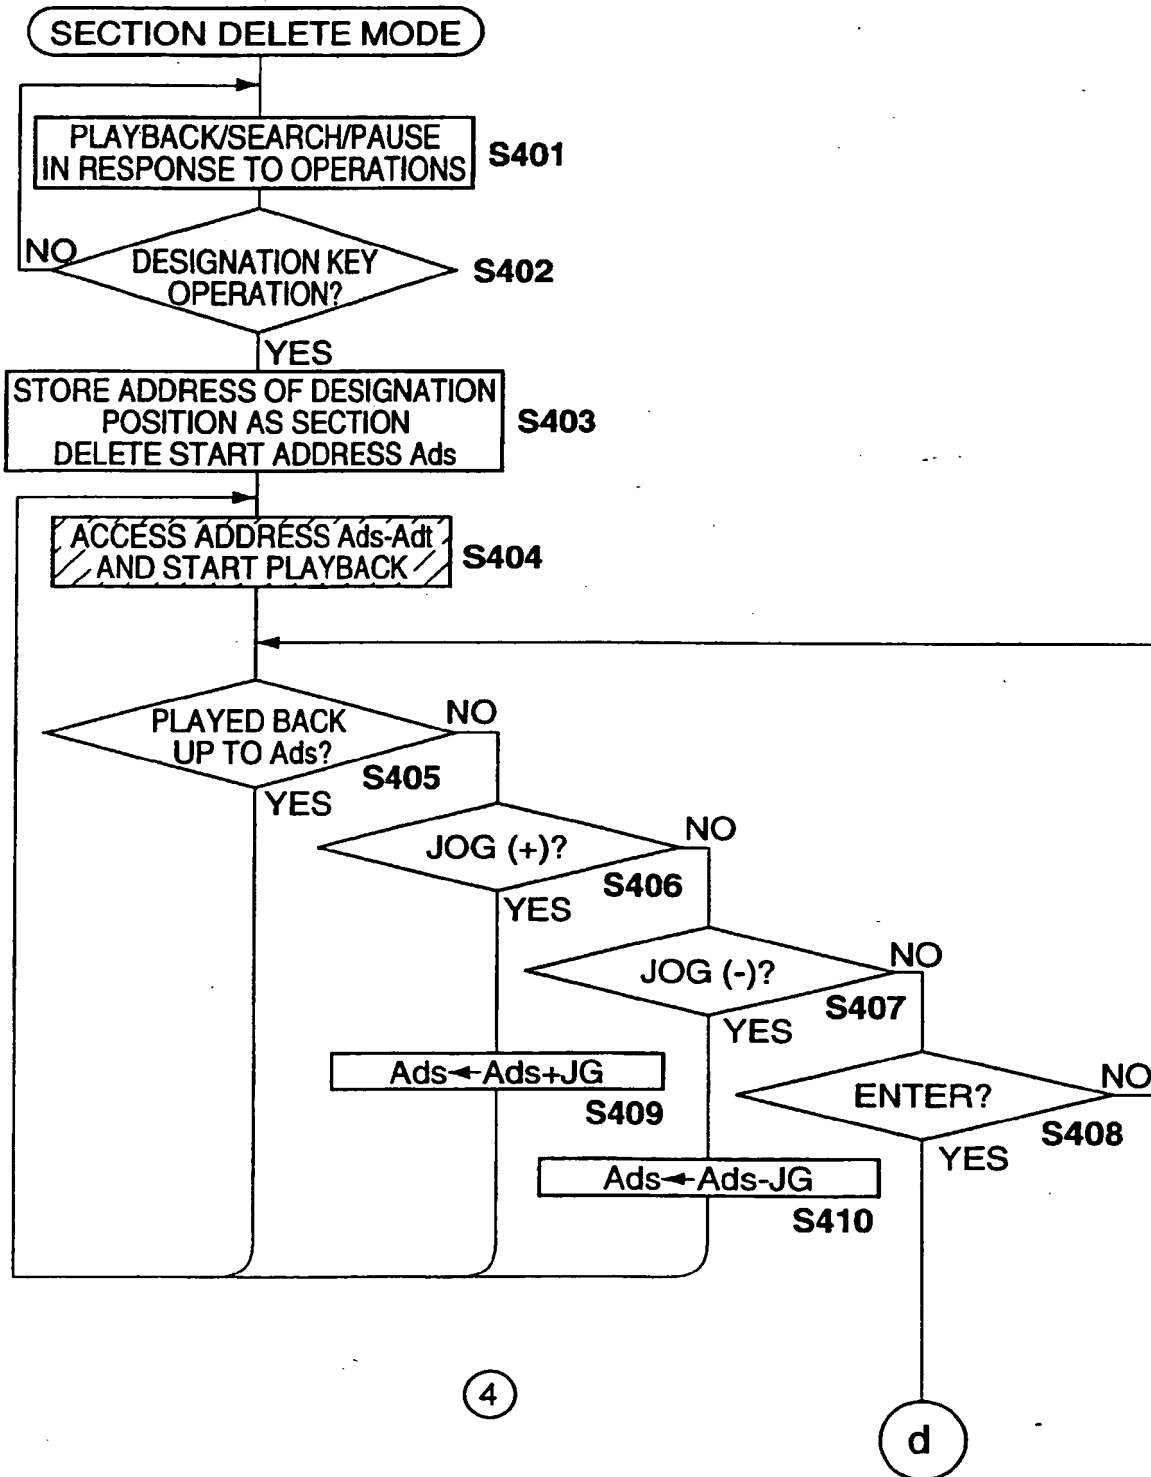 SECTION DELETE MODE
PLAYBACK/SEARCH/PAUSE
IN RESPONSE TO OPERATIONS
S401
NO
DESIGNATION KEY
OPERATION?
S402
YES
STORE ADDRESS OF DESIGNATION
POSITION AS SECTION
DELETE START ADDRESS Ads
S403
ACCESS ADDRESS Ads-Adt
AND START PLAYBACK
S404
PLAYED BACK
UP TO Ads?
NO
S405
YES
JOG (+)?
NO
S406
YES
JOG (-)?
NO
S407
YES
Ads←Ads+JG
S409
ENTER?
NO
S408
YES
Ads←Ads-JG
S410
4
d